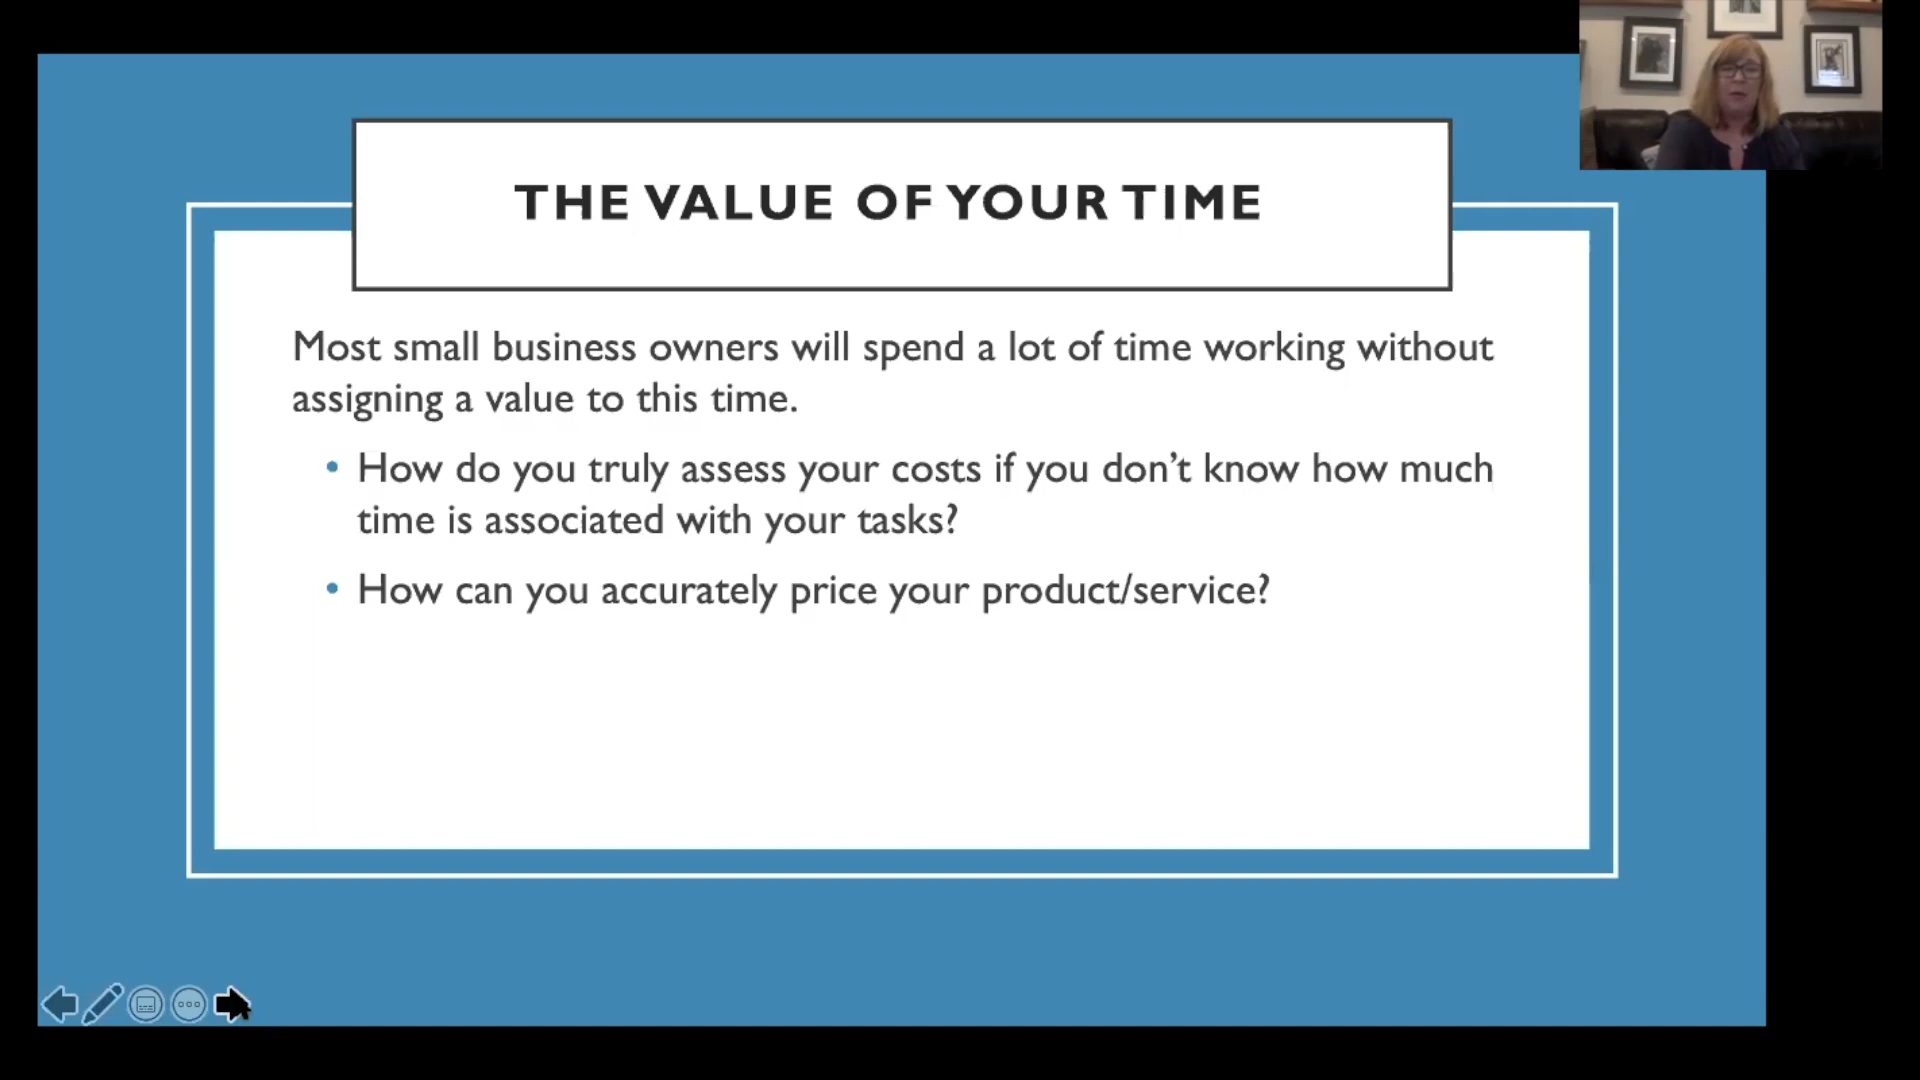 THE VALUE OF YOUR TIME
Most small business owners will spend a lot of time working without
assigning a value to this time.
• How do you truly assess your costs if you don’t know how much
time is associated with your tasks?
• How can you accurately price your product/service?